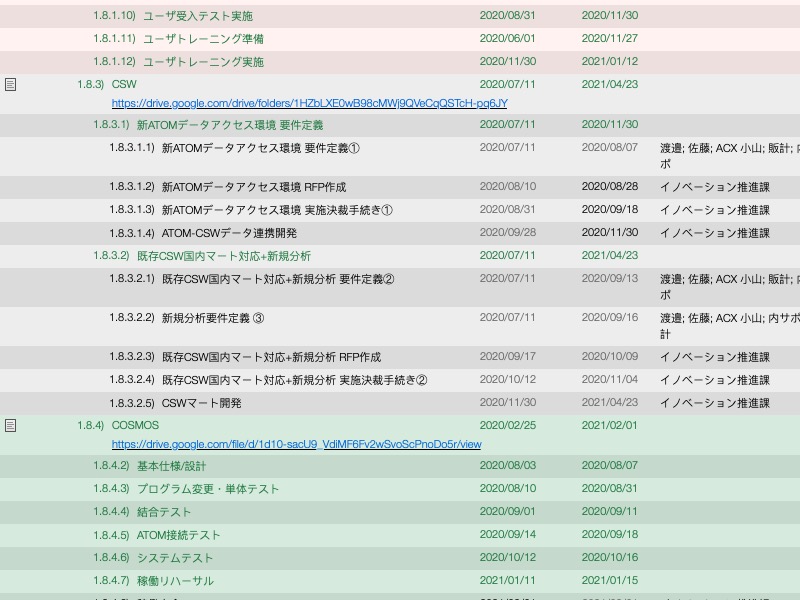 1.8.1.10) ユーザ受入テスト実施 2020/08/31 2020/11/30
1.8.1.11) ユーザトレーニング準備 2020/06/01 2020/11/27
1.8.1.12) ユーザトレーニング実施 2020/11/30 2021/01/12
1.8.3) CSW 2020/07/11 2021/04/23
https://drive.google.com/drive/folders/1HZbLXE0wB98cMWj9QVeCqQSTcH-pq6JY
1.8.3.1) 新ATOMデータアクセス環境 要件定義 2020/07/11 2020/11/30
1.8.3.1.1) 新ATOMデータアクセス環境 要件定義① 2020/07/11 2020/08/07 渡邉; 佐藤; ACX 小山; 販計; 内
ポ
1.8.3.1.2) 新ATOMデータアクセス環境 RFP作成 2020/08/10 2020/08/28 イノベーション推進課
1.8.3.1.3) 新ATOMデータアクセス環境 実施決裁手続き① 2020/08/31 2020/09/18 イノベーション推進課
1.8.3.1.4) ATOM-CSWデータ連携開発 2020/09/28 2020/11/30 イノベーション推進課
1.8.3.2) 既存CSW国内マート対応+新規分析 2020/07/11 2021/04/23
1.8.3.2.1) 既存CSW国内マート対応+新規分析 要件定義② 2020/07/11 2020/09/13 渡邉; 佐藤; ACX 小山; 販計; 内
ポ
1.8.3.2.2) 新規分析要件定義 ③ 2020/07/11 2020/09/16 渡邉; 佐藤; ACX 小山; 内サポ
計
1.8.3.2.3) 既存CSW国内マート対応+新規分析 RFP作成 2020/09/17 2020/10/09 イノベーション推進課
1.8.3.2.4) 既存CSW国内マート対応+新規分析 実施決裁手続き② 2020/10/12 2020/11/04 イノベーション推進課
1.8.3.2.5) CSWマート開発 2020/11/30 2021/04/23 イノベーション推進課
1.8.4) COSMOS 2020/02/25 2021/02/01
https://drive.google.com/file/d/1d10-sacU9_VdiMF6Fv2wSvoScPnoDo5r/view
1.8.4.2) 基本仕様/設計 2020/08/03 2020/08/07
1.8.4.3) プログラム変更・単体テスト 2020/08/10 2020/08/31
1.8.4.4) 結合テスト 2020/09/01 2020/09/11
1.8.4.5) ATOM接続テスト 2020/09/14 2020/09/18
1.8.4.6) システムテスト 2020/10/12 2020/10/16
1.8.4.7) 稼働リハーサル 2021/01/11 2021/01/15